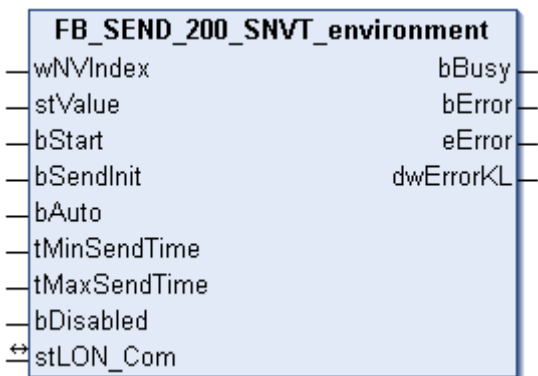 FB_SEND_200_SNVT_environment
wNVIndex bBusy
stValue bError
bStart eError
bSendInit dwErrorKL
bAuto
tMinSendTime
tMaxSendTime
bDisabled
stLON_Com